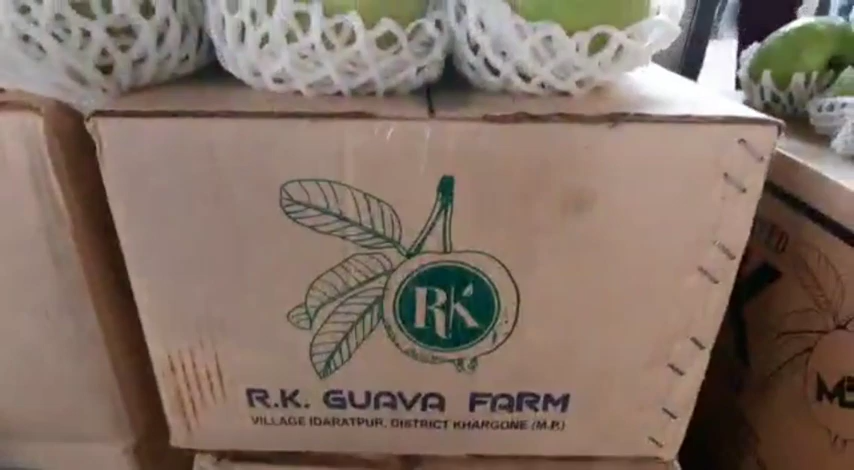 RK
R.K. GUAVA FARM
VILLAGE IDARATPUR, DISTRICT KHARGONE (M.P.)